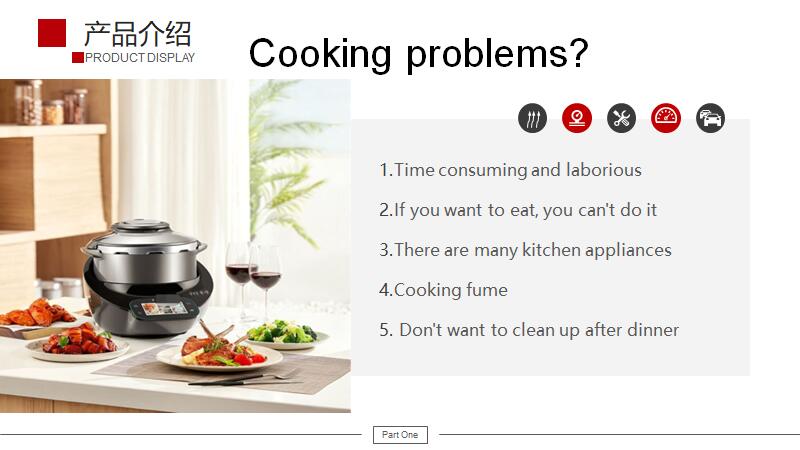 产品介绍
PRODUCT DISPLAY
Cooking problems?
1.Time consuming and laborious
2.If you want to eat, you can't do it
3.There are many kitchen appliances
4.Cooking fume
5. Don't want to clean up after dinner
Part One